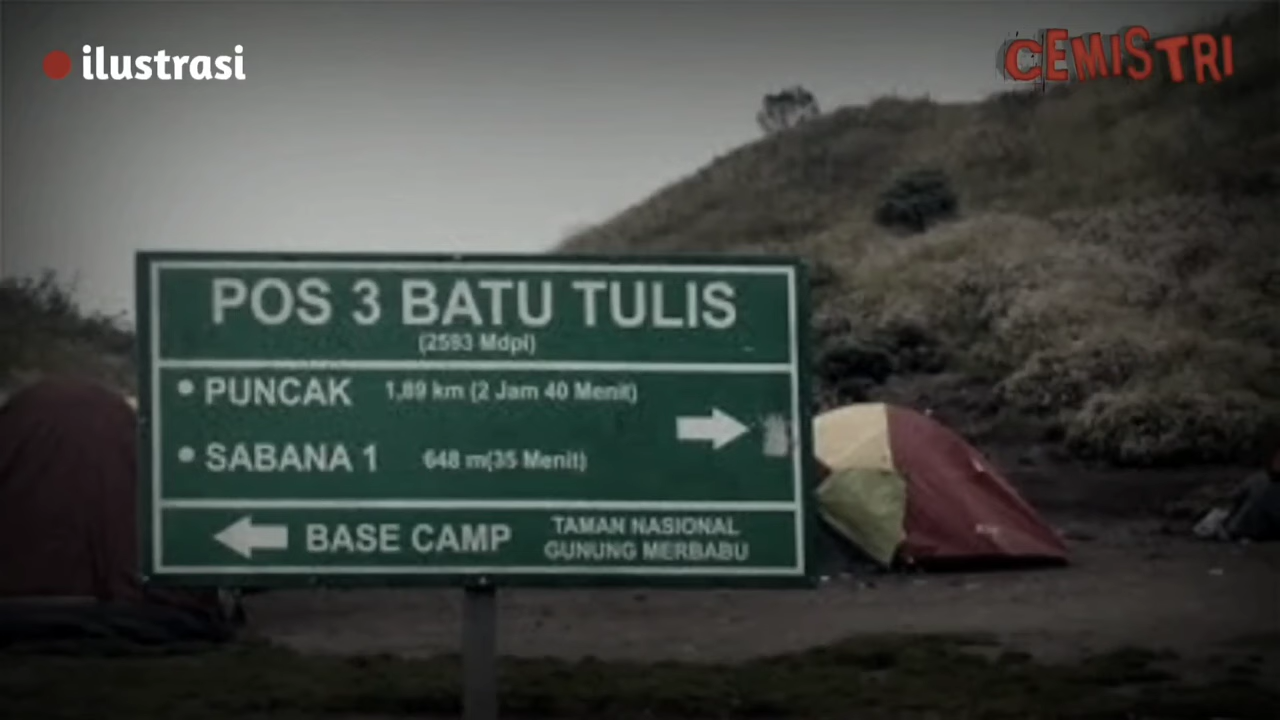 ilustrasi
CEMISTRI
POS 3 BATU TULIS
(2593 Mdpl)
• PUNCAK 1,89 km (2 Jam 40 Menit)
• SABANA 1 648 m(35 Menit)
BASE CAMP
TAMAN NASIONAL
GUNUNG MERBABU